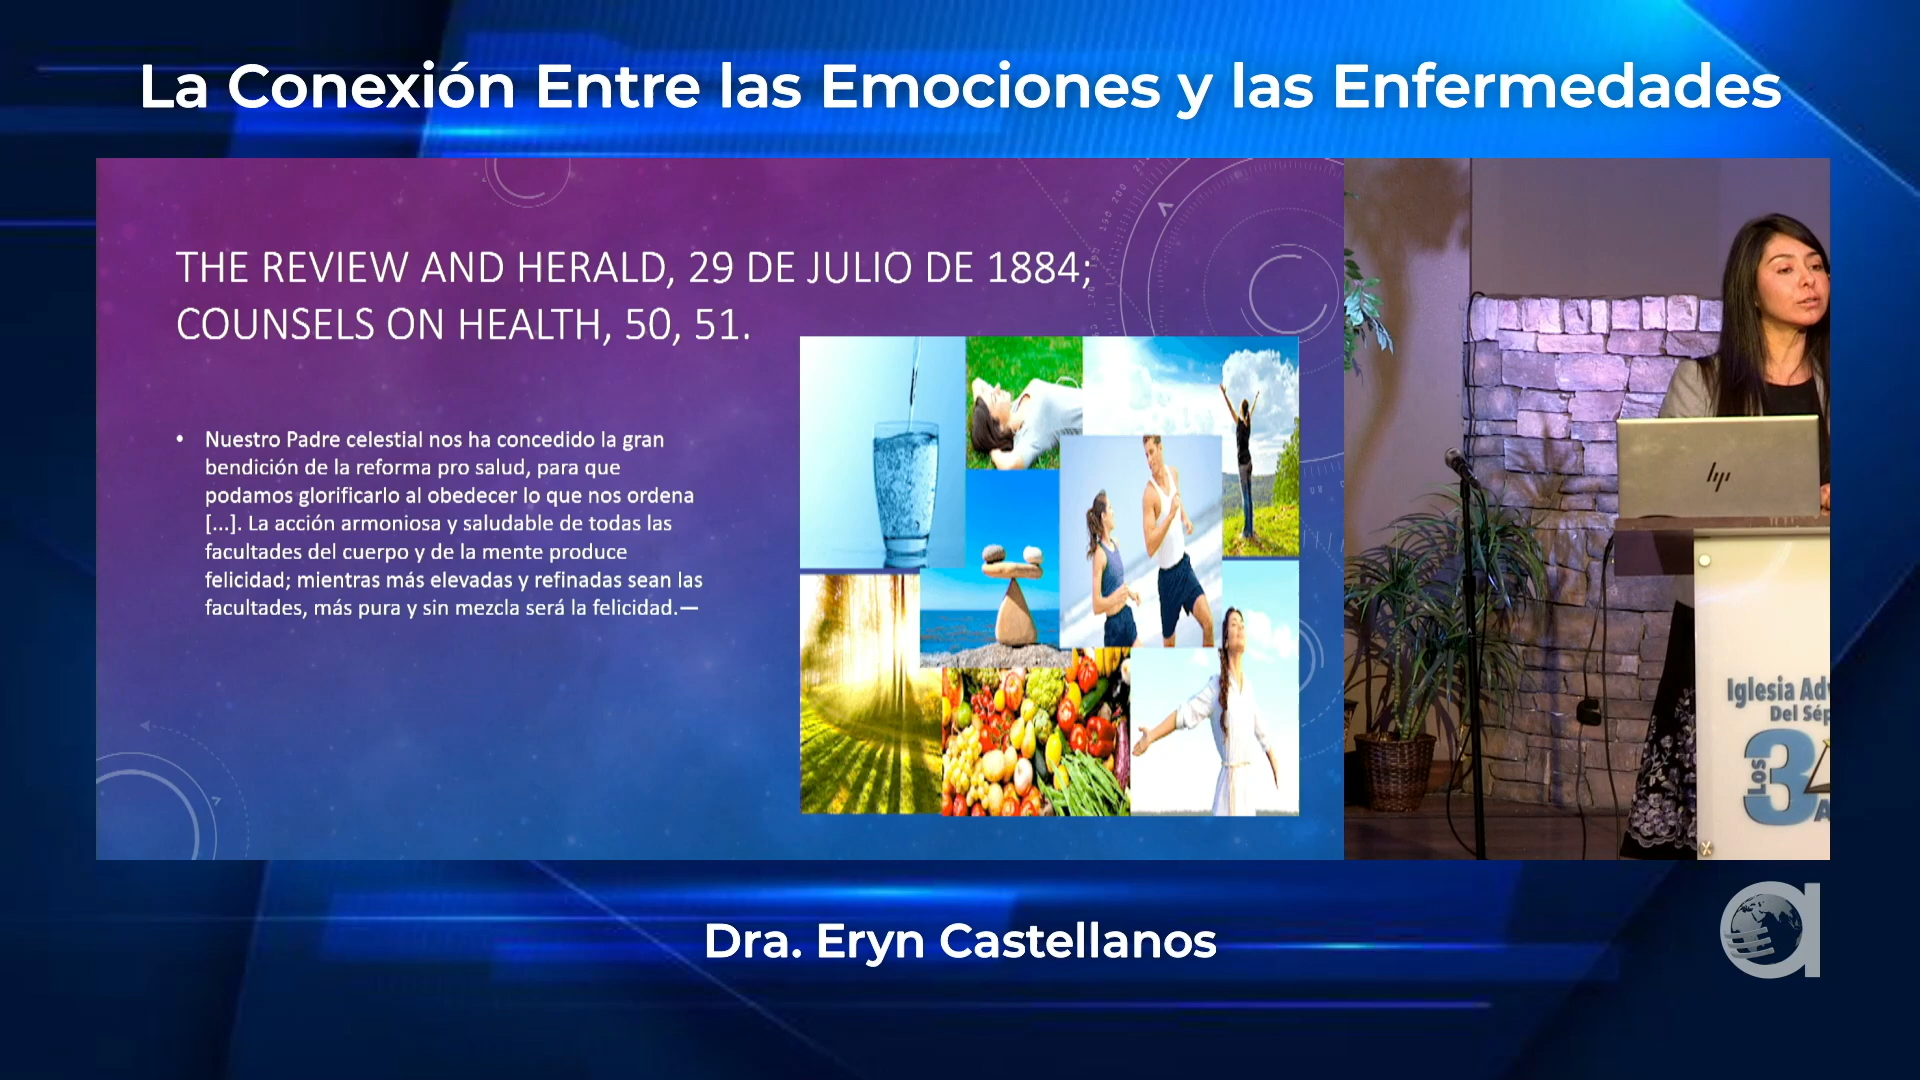 La Conexión Entre las Emociones y las Enfermedades
THE REVIEW AND HERALD, 29 DE JULIO DE 1884;
COUNSELS ON HEALTH, 50, 51.
• Nuestro Padre celestial nos ha concedido la gran
bendición de la reforma pro salud, para que
podamos glorificarlo al obedecer lo que nos ordena
[...]. La acción armoniosa y saludable de todas las
facultades del cuerpo y de la mente produce
felicidad; mientras más elevadas y refinadas sean las
facultades, más pura y sin mezcla será la felicidad.—
hp
Iglesia Ad
Del Sép
LOS 3 A
Dra. Eryn Castellanos
a